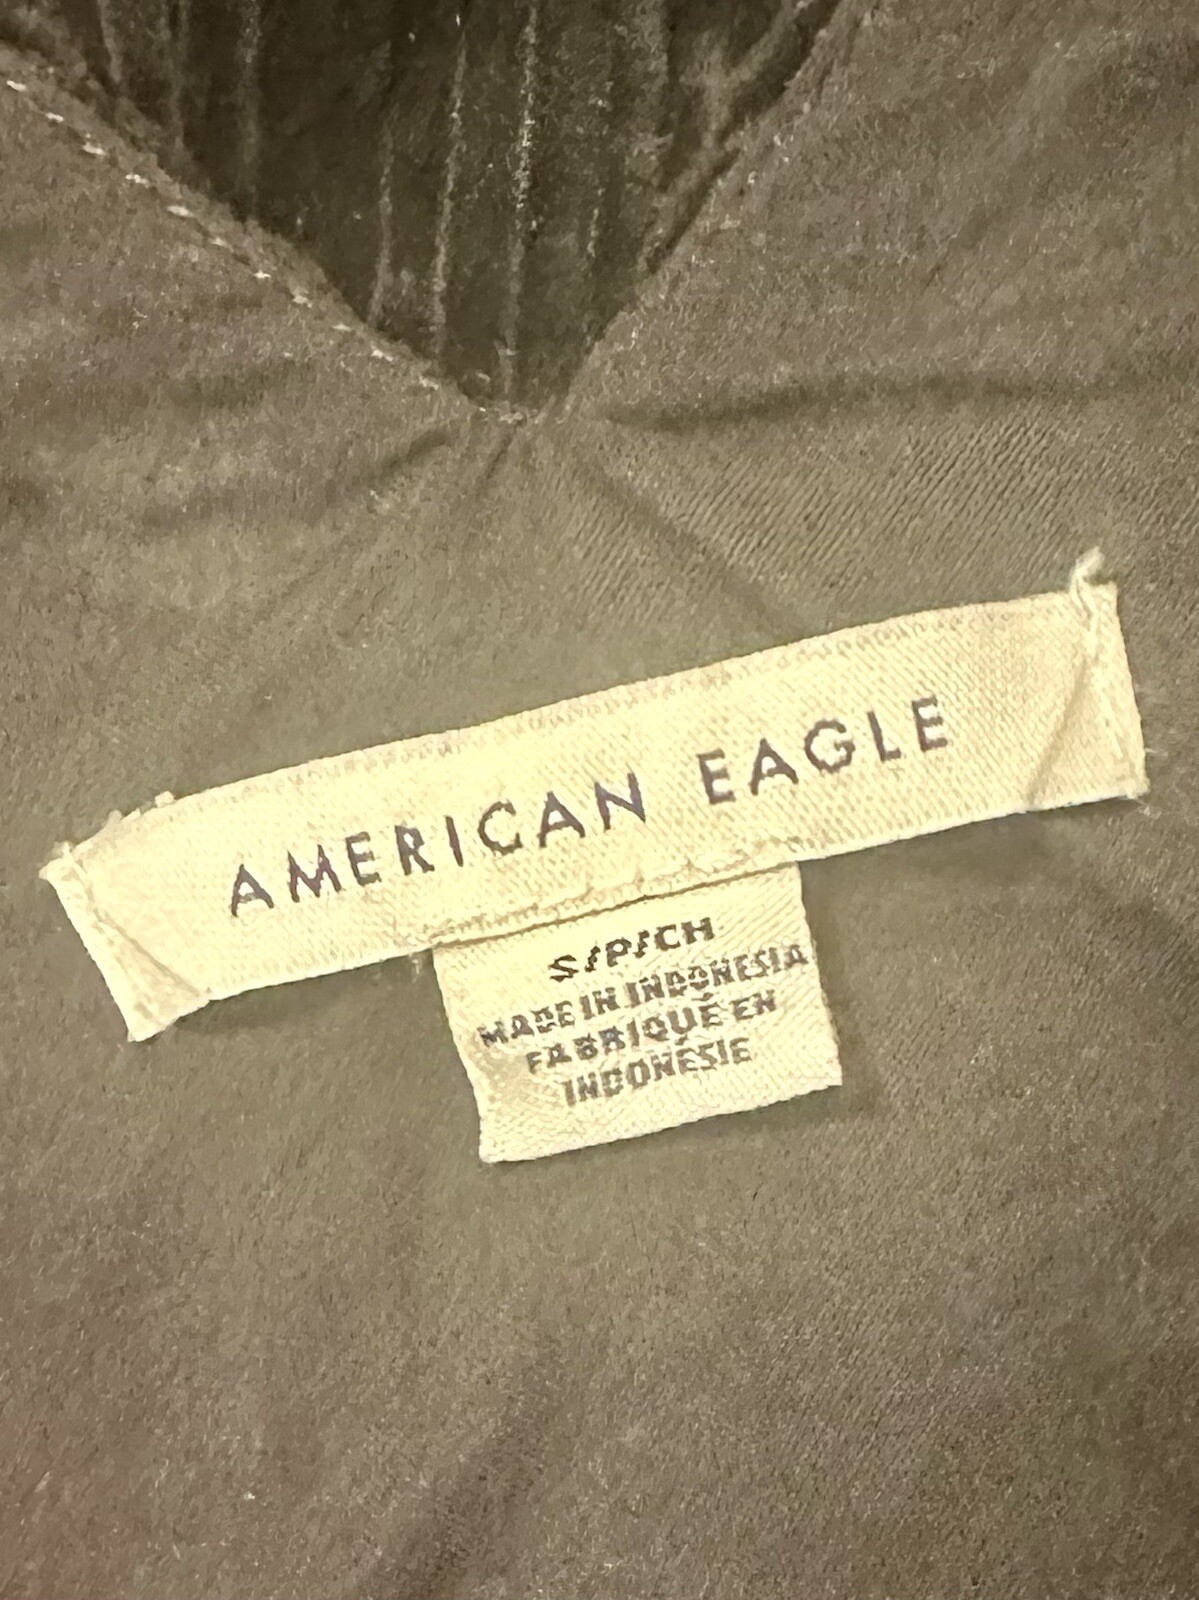 AMERICAN EAGLE
S/P/CH
MADE IN INDONESIA
FABRIQUÉ EN
INDONÉSIE